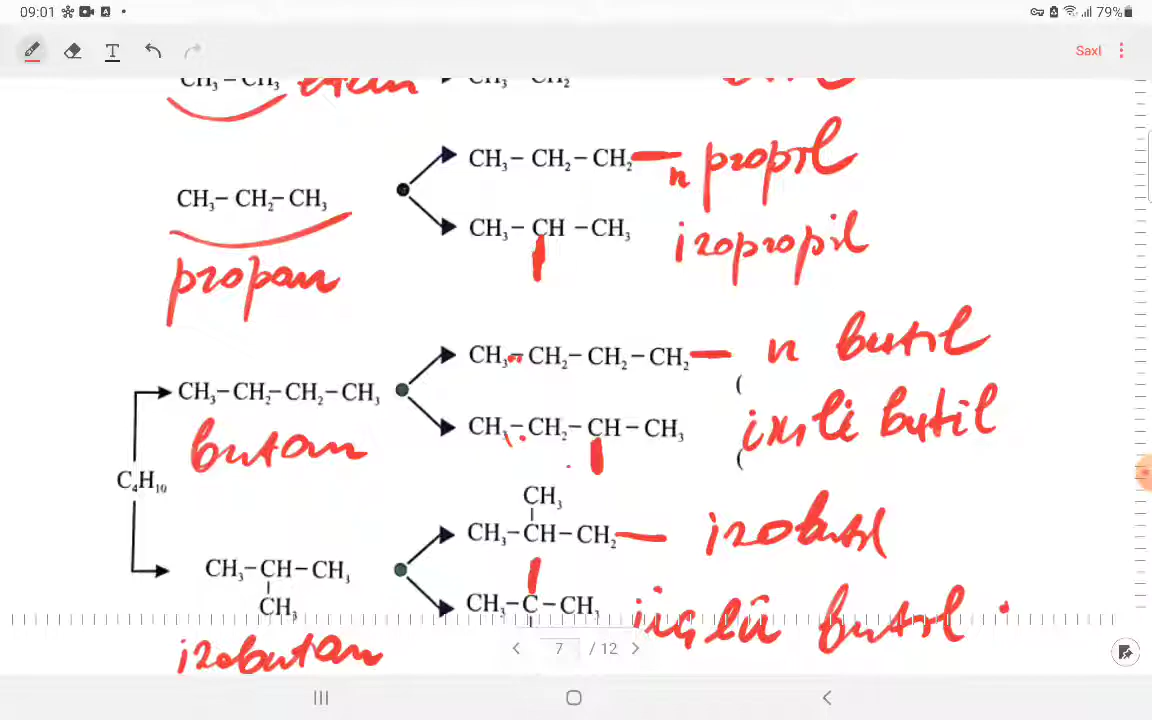 09:01 79%
T Saxl
CH₃ – CH₃ etan CH₃ CH₂
CH₃– CH₂–CH₂ n propil
CH₃– CH₂–CH₃
CH₃– CH –CH₃ izopropil
propan
CH₃–CH₂–CH₂–CH₂ n butil
(
CH₃–CH₂–CH₂–CH₃
CH₃–CH₂–CH–CH₃ ikili butil
butan
(
C₄H₁₀
CH₃
CH₃–CH–CH₂ izobutil
CH₃–CH–CH₃
CH₃
CH₃–C–CH₃ üçlü butil
izobutan
7 / 12